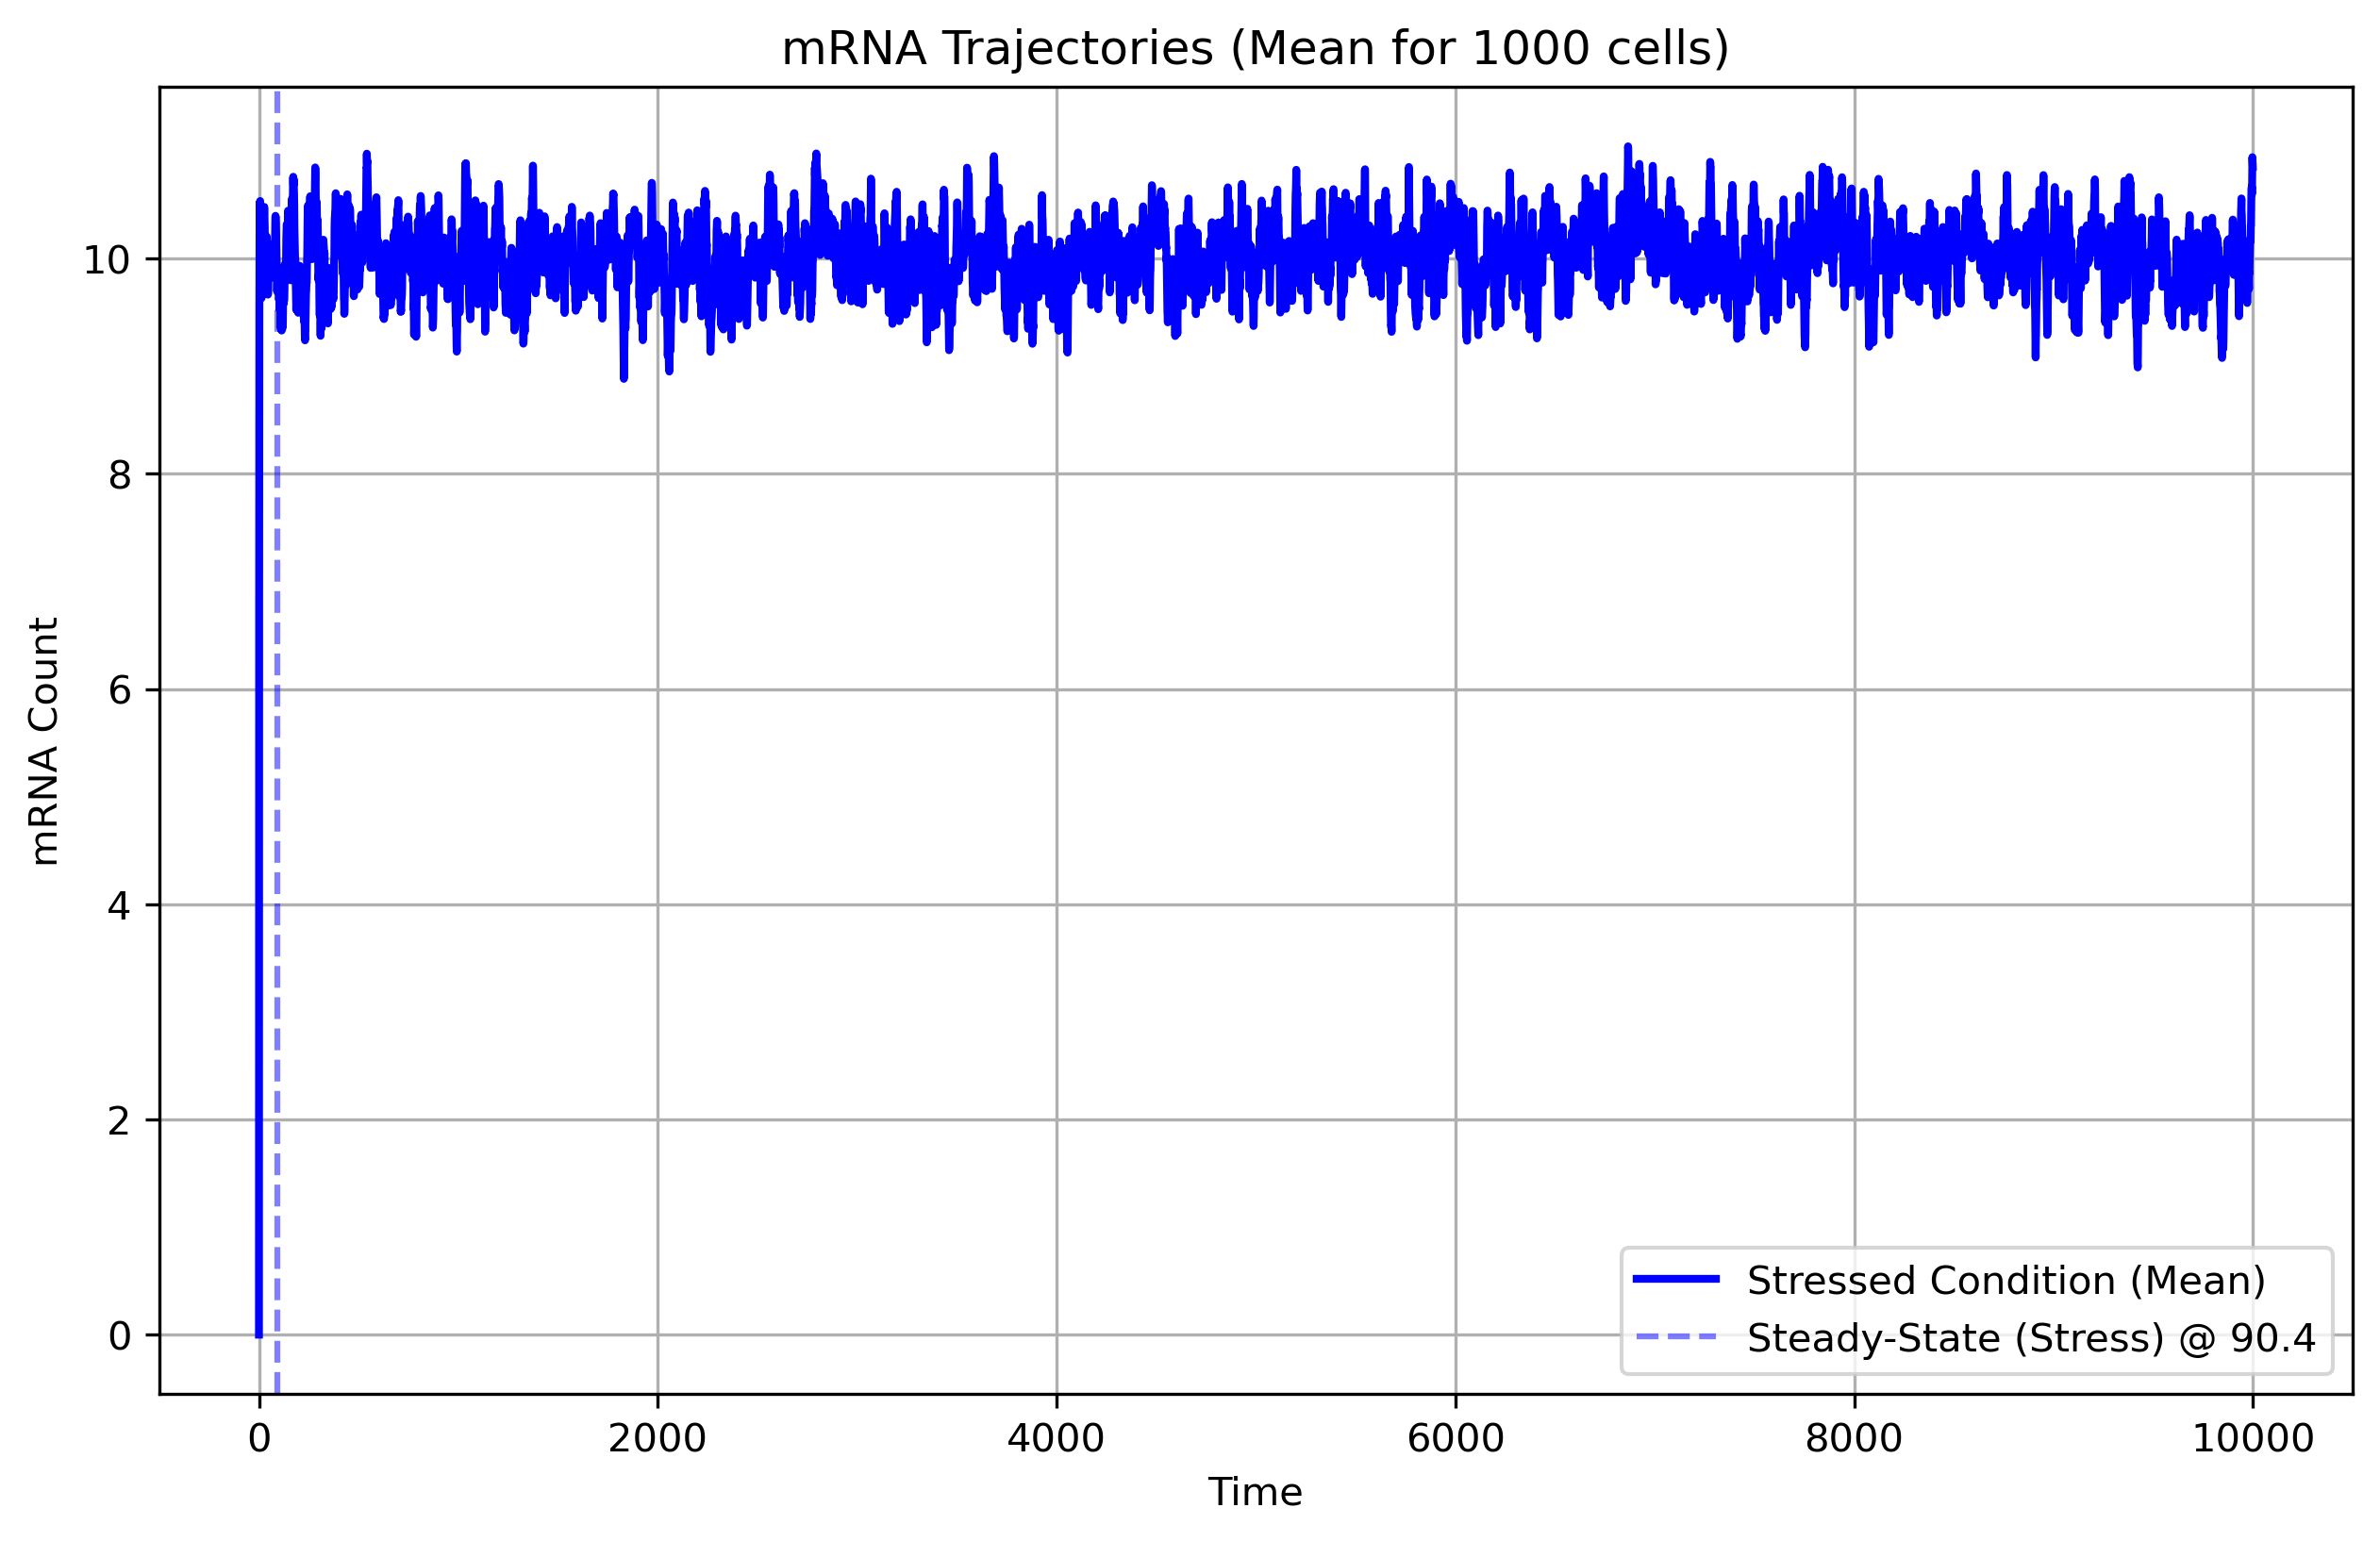 mRNA Trajectories (Mean for 1000 cells)
mRNA Count
10
8
6
4
2
0
0 2000 4000 6000 8000 10000
Time
Stressed Condition (Mean)
Steady-State (Stress) @ 90.4